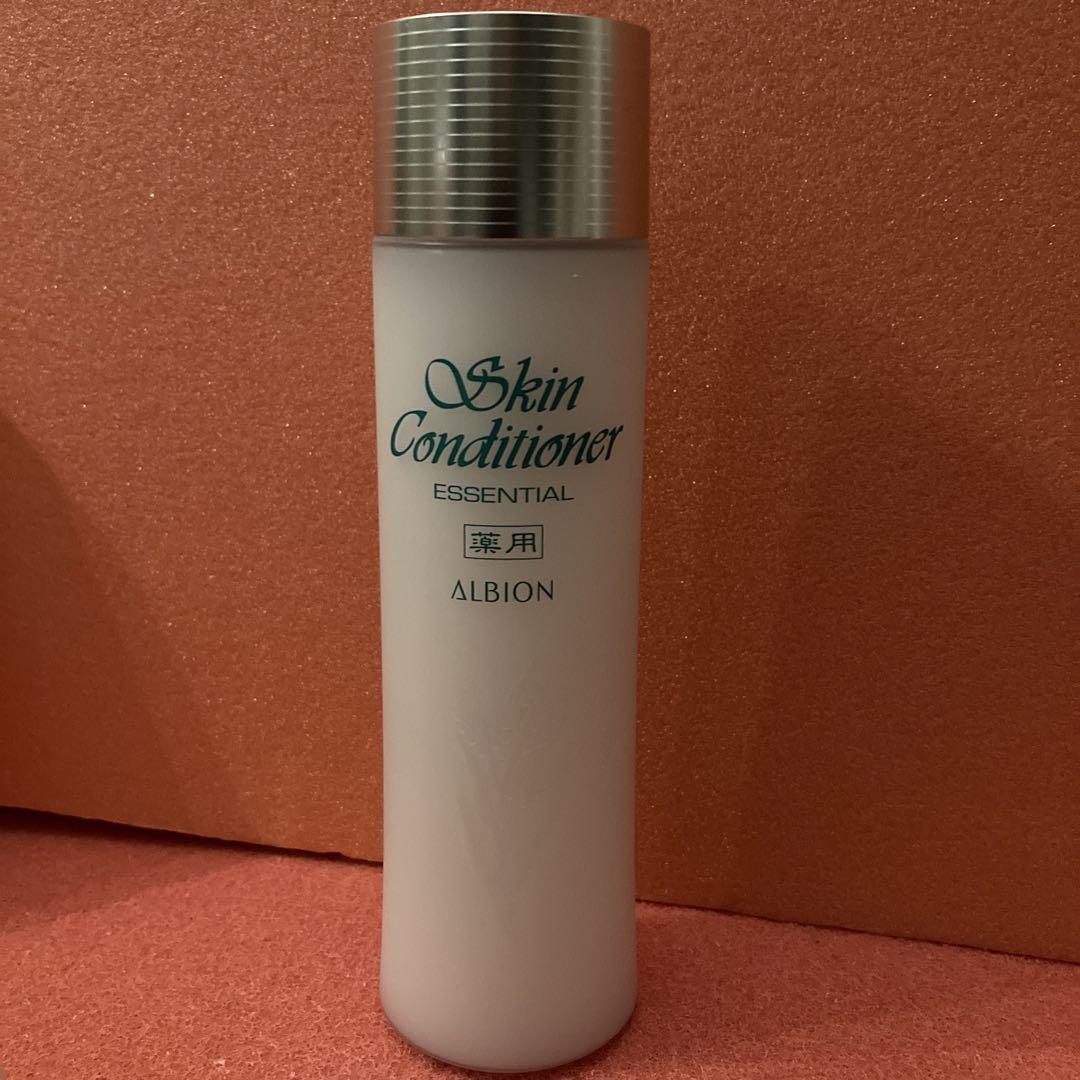 Skin
Conditioner
ESSENTIAL
薬用
ALBION